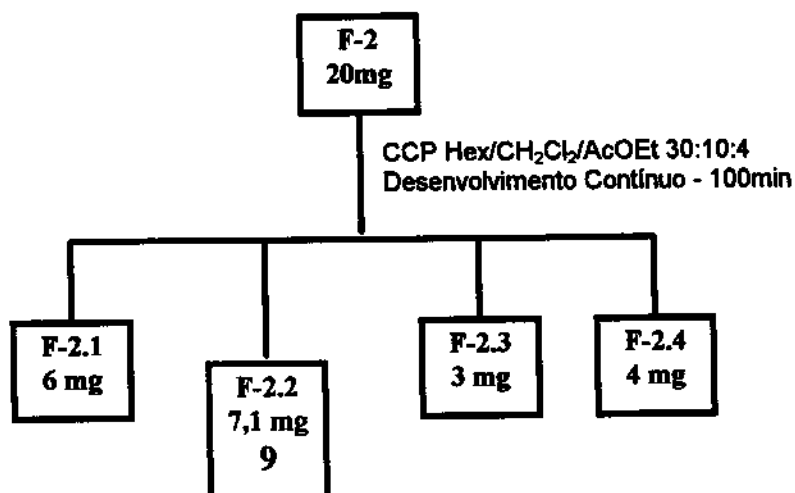 F-2
20mg
CCP Hex/CH₂Cl₂/AcOEt 30:10:4
Desenvolvimento Contínuo - 100min
F-2.1
6 mg
F-2.2
7,1 mg
9
F-2.3
3 mg
F-2.4
4 mg